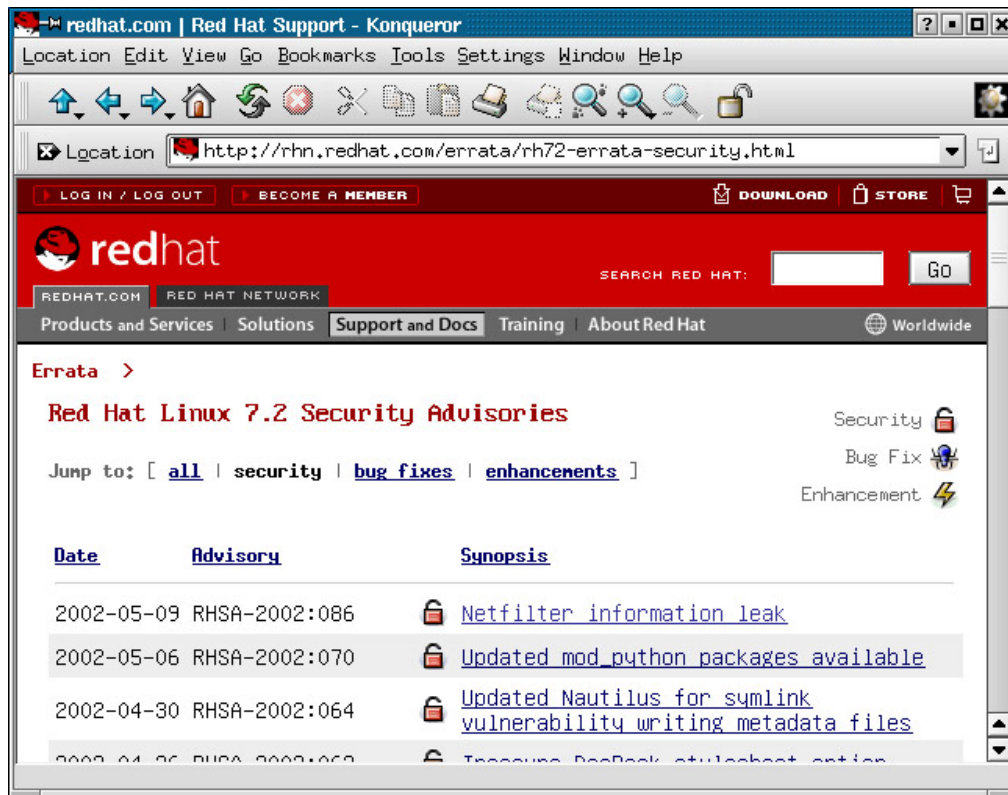 redhat.com | Red Hat Support - Konqueror
Location Edit View Go Bookmarks Tools Settings Window Help
Location http://rhn.redhat.com/errata/rh72-errata-security.html
LOG IN / LOG OUT BECOME A MEMBER DOWNLOAD STORE
redhat
SEARCH RED HAT: Go
REDHAT.COM RED HAT NETWORK
Products and Services | Solutions Support and Docs Training | About Red Hat Worldwide
Errata >
Red Hat Linux 7.2 Security Advisories
Security
Bug Fix
Enhancement
Jump to: [ all | security | bug fixes | enhancements ]
Date Advisory Synopsis
2002-05-09 RHSA-2002:086 Netfilter information leak
2002-05-06 RHSA-2002:070 Updated mod_python packages available
2002-04-30 RHSA-2002:064 Updated Nautilus for symlink
vulnerability writing metadata files